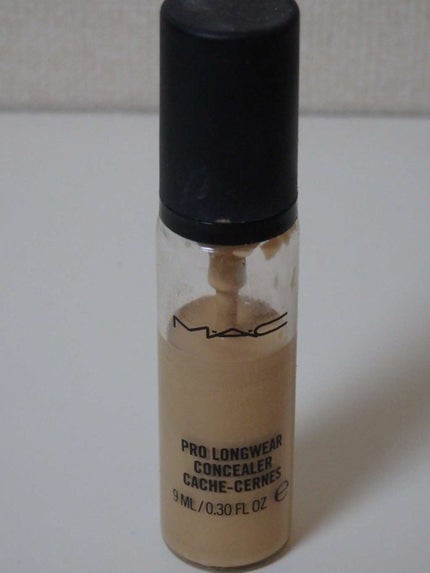 M·A·C
PRO LONGWEAR
CONCEALER
CACHE-CERNES
9 ML / 0.30 FL OZ ℮